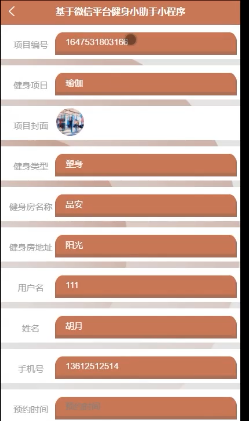 基于微信平台健身小助手小程序
项目编号 1647531803166
健身项目 瑜伽
项目封面
健身类型 塑身
健身房名称 品安
健身房地址 阳光
用户名 111
姓名 胡月
手机号 13612512514
预约时间